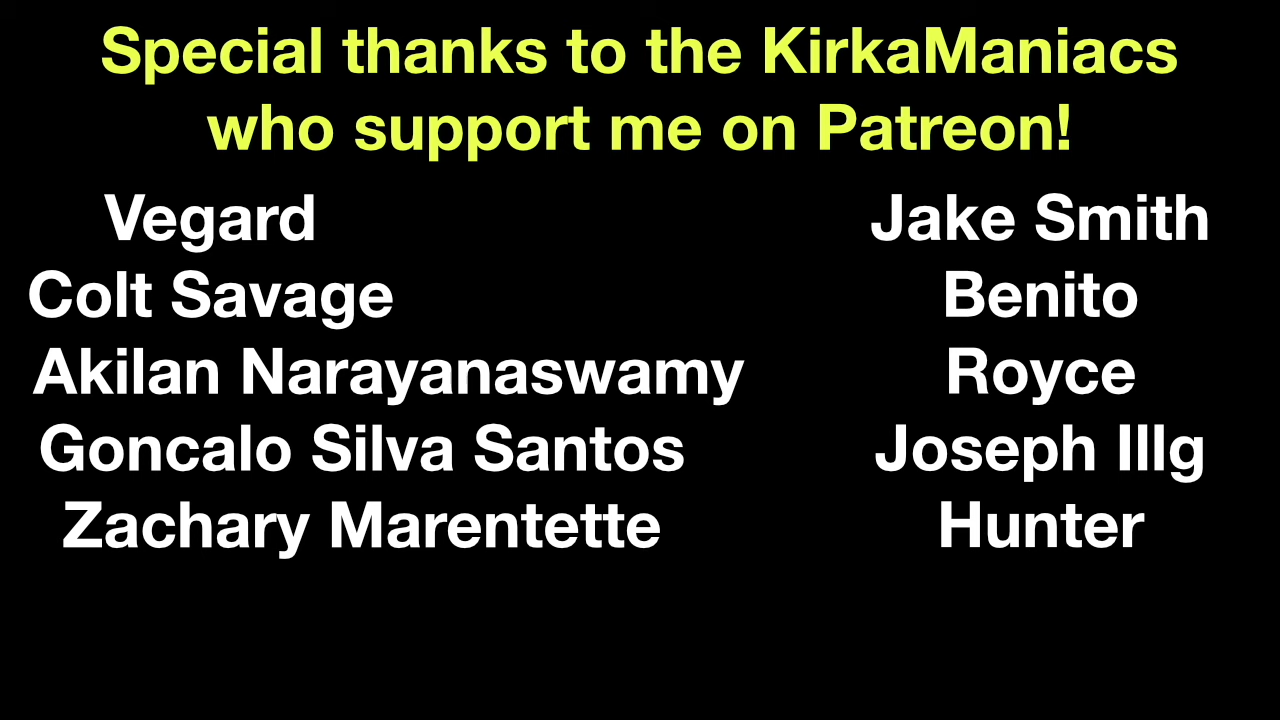 Special thanks to the KirkaManiacs
who support me on Patreon!
Vegard
Colt Savage
Akilan Narayanaswamy
Goncalo Silva Santos
Zachary Marentette
Jake Smith
Benito
Royce
Joseph Illg
Hunter